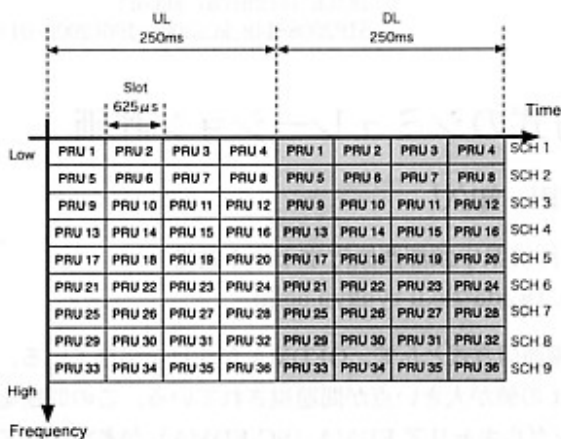 UL DL
250ms 250ms
Slot
625μs
Time
Low
PRU 1 PRU 2 PRU 3 PRU 4 PRU 1 PRU 2 PRU 3 PRU 4 SCH 1
PRU 5 PRU 6 PRU 7 PRU 8 PRU 5 PRU 6 PRU 7 PRU 8 SCH 2
PRU 9 PRU 10 PRU 11 PRU 12 PRU 9 PRU 10 PRU 11 PRU 12 SCH 3
PRU 13 PRU 14 PRU 15 PRU 16 PRU 13 PRU 14 PRU 15 PRU 16 SCH 4
PRU 17 PRU 18 PRU 19 PRU 20 PRU 17 PRU 18 PRU 19 PRU 20 SCH 5
PRU 21 PRU 22 PRU 23 PRU 24 PRU 21 PRU 22 PRU 23 PRU 24 SCH 6
PRU 25 PRU 26 PRU 27 PRU 28 PRU 25 PRU 26 PRU 27 PRU 28 SCH 7
PRU 29 PRU 30 PRU 31 PRU 32 PRU 29 PRU 30 PRU 31 PRU 32 SCH 8
PRU 33 PRU 34 PRU 35 PRU 36 PRU 33 PRU 34 PRU 35 PRU 36 SCH 9
High
Frequency